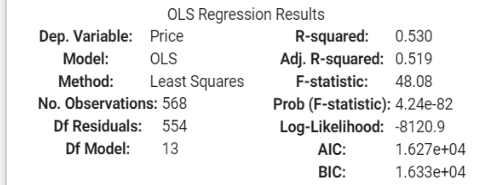 OLS Regression Results
Dep. Variable: Price R-squared: 0.530
Model: OLS Adj. R-squared: 0.519
Method: Least Squares F-statistic: 48.08
No. Observations: 568 Prob (F-statistic): 4.24e-82
Df Residuals: 554 Log-Likelihood: -8120.9
Df Model: 13 AIC: 1.627e+04
BIC: 1.633e+04